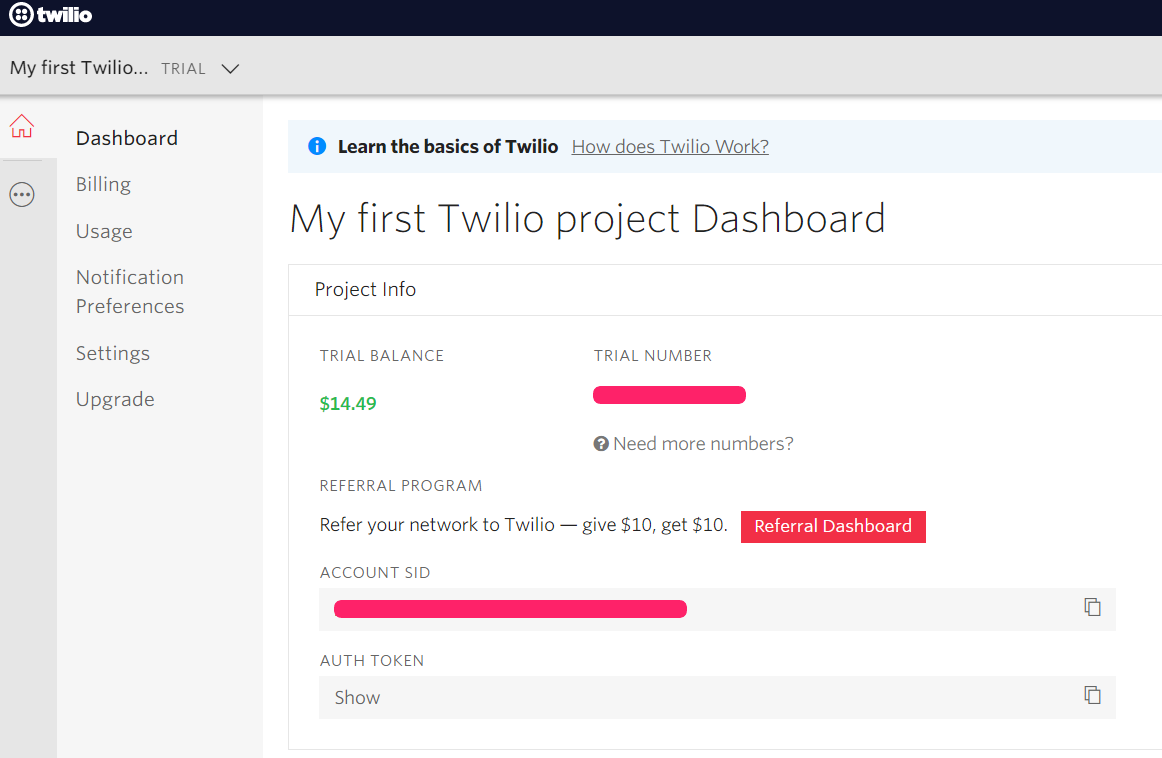 twilio
My first Twilio... TRIAL
Dashboard
Billing
Usage
Notification
Preferences
Settings
Upgrade
Learn the basics of Twilio How does Twilio Work?
My first Twilio project Dashboard
Project Info
TRIAL BALANCE
$14.49
TRIAL NUMBER
Need more numbers?
REFERRAL PROGRAM
Refer your network to Twilio — give $10, get $10. Referral Dashboard
ACCOUNT SID
AUTH TOKEN
Show